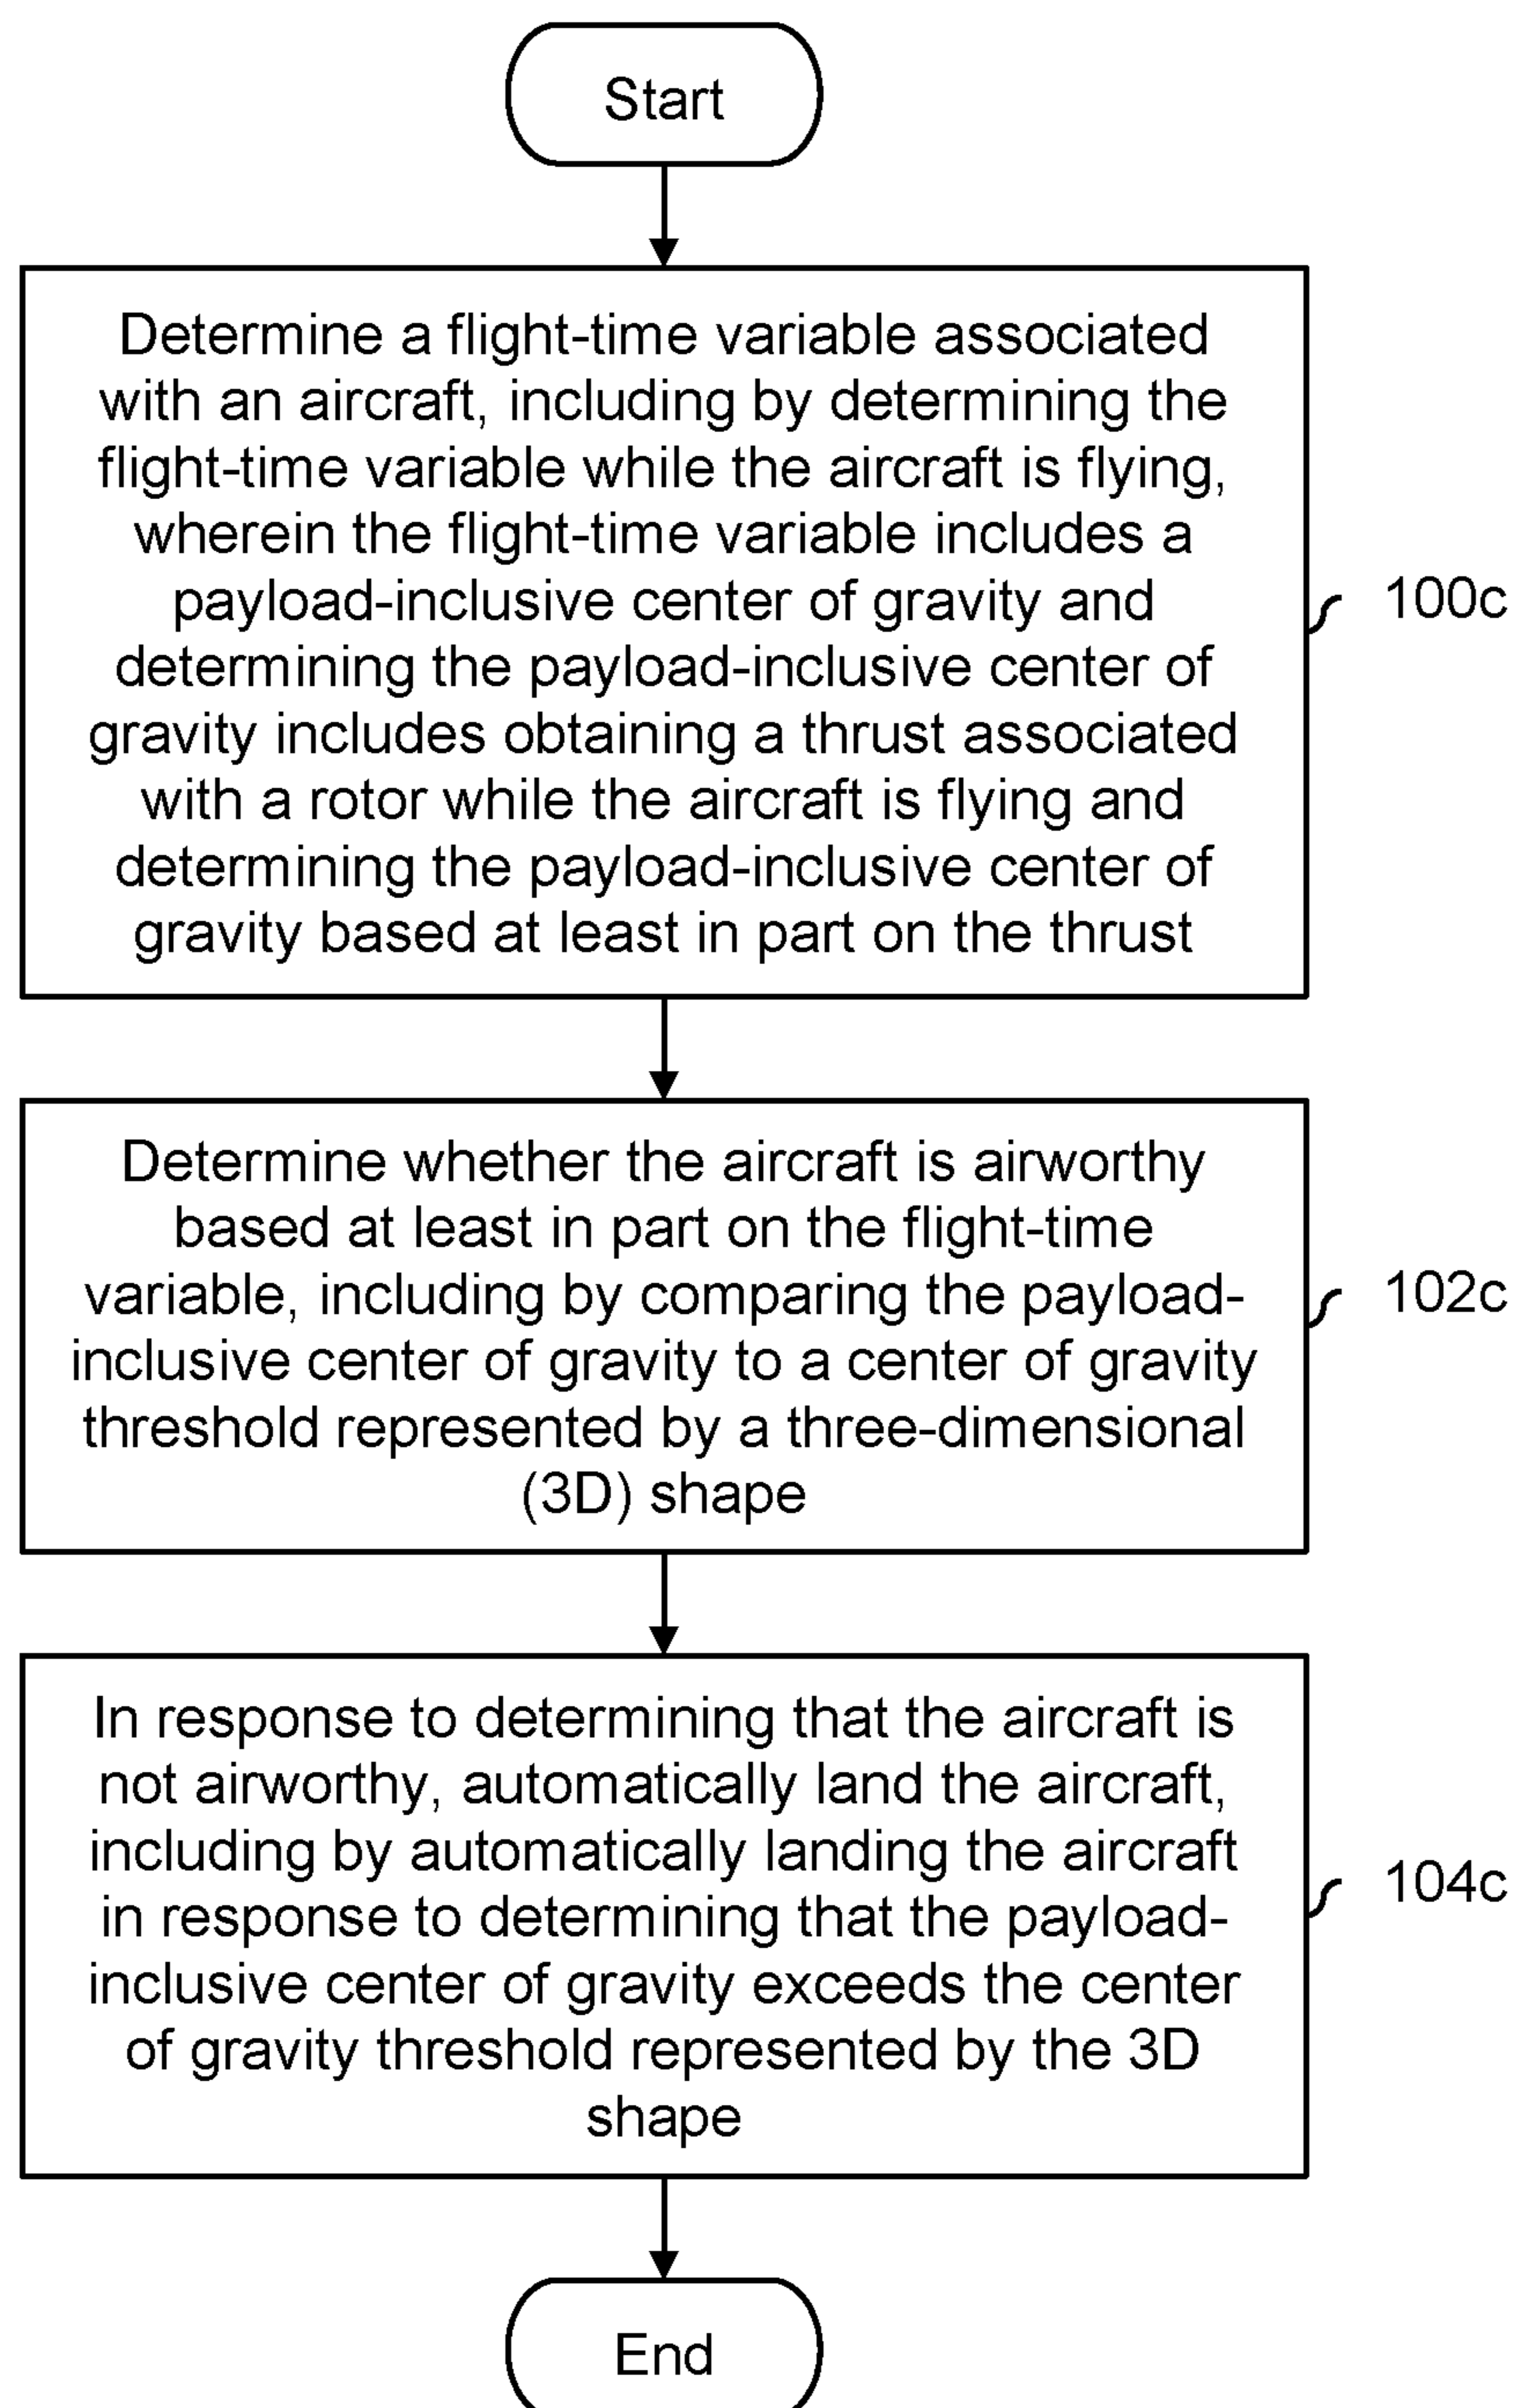 Start
Determine a flight-time variable associated
with an aircraft, including by determining the
flight-time variable while the aircraft is flying,
wherein the flight-time variable includes a
payload-inclusive center of gravity and
determining the payload-inclusive center of
gravity includes obtaining a thrust associated
with a rotor while the aircraft is flying and
determining the payload-inclusive center of
gravity based at least in part on the thrust
100c
Determine whether the aircraft is airworthy
based at least in part on the flight-time
variable, including by comparing the payload-
inclusive center of gravity to a center of gravity
threshold represented by a three-dimensional
(3D) shape
102c
In response to determining that the aircraft is
not airworthy, automatically land the aircraft,
including by automatically landing the aircraft
in response to determining that the payload-
inclusive center of gravity exceeds the center
of gravity threshold represented by the 3D
shape
104c
End